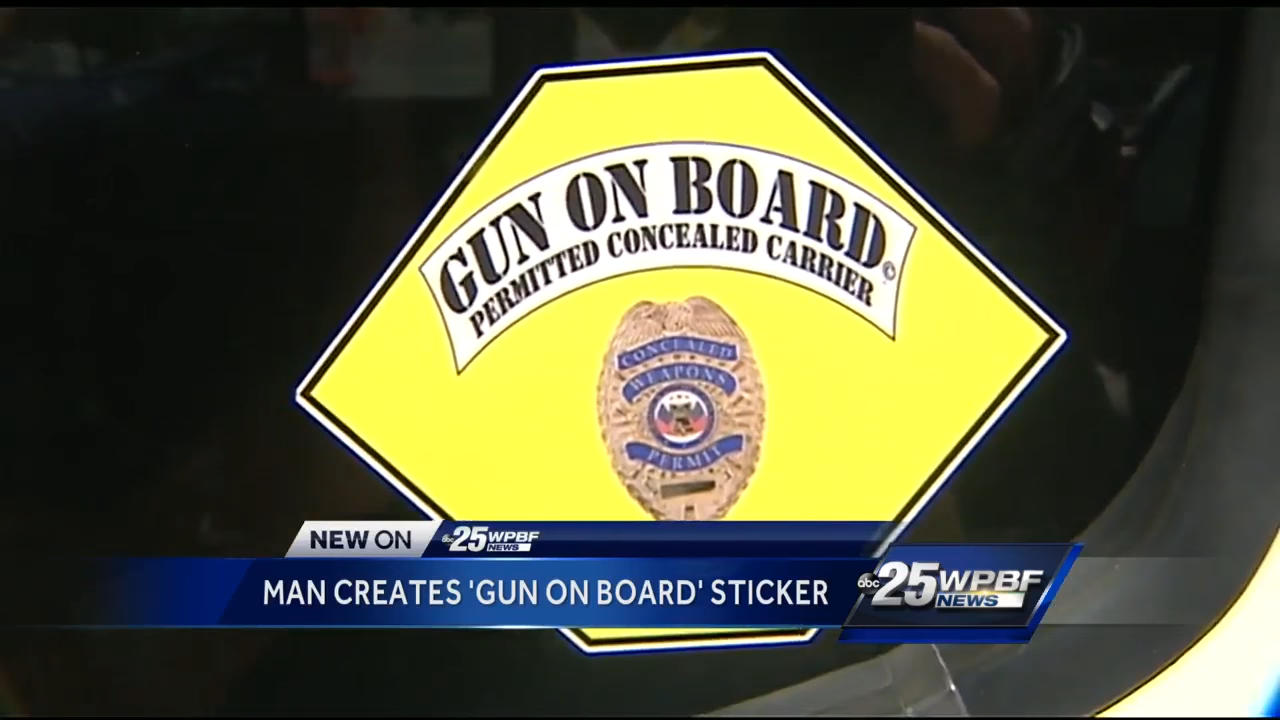 GUN ON BOARD ©
PERMITTED CONCEALED CARRIER
CONCEALED
WEAPONS
PERMIT
NEW ON abc 25 WPBF NEWS
MAN CREATES 'GUN ON BOARD' STICKER
abc 25 WPBF NEWS